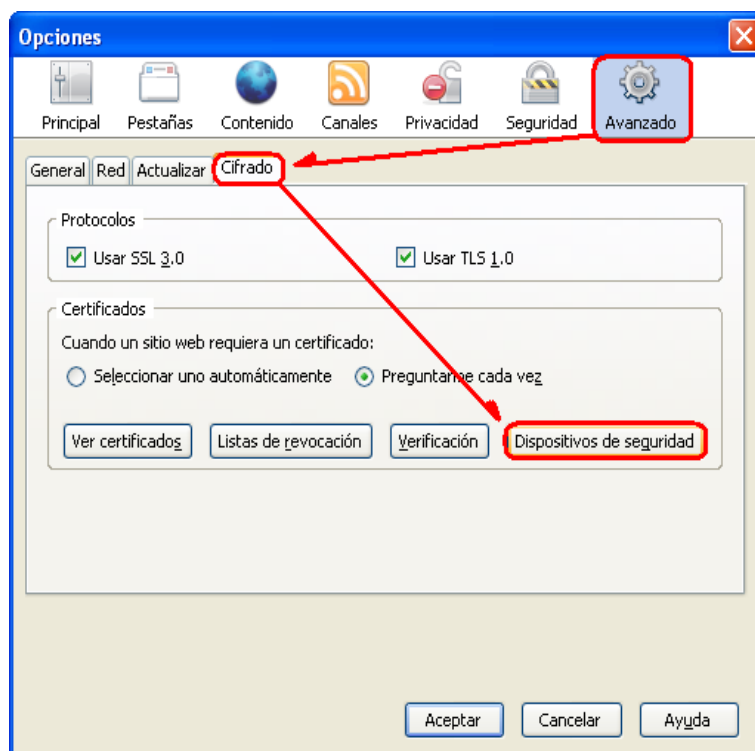 Opciones
Principal Pestañas Contenido Canales Privacidad Seguridad Avanzado
General Red Actualizar Cifrado
Protocolos
Usar SSL 3.0 Usar TLS 1.0
Certificados
Cuando un sitio web requiera un certificado:
Seleccionar uno automáticamente Preguntarme cada vez
Ver certificados Listas de revocación Verificación Dispositivos de seguridad
Aceptar Cancelar Ayuda